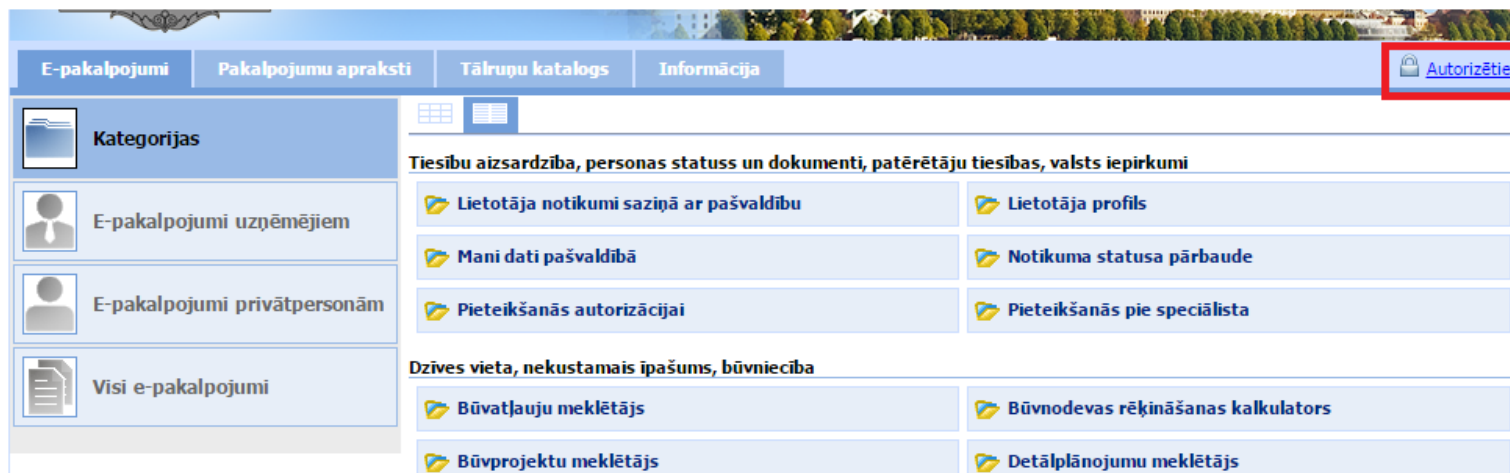 E-pakalpojumi Pakalpojumu apraksti Tālruņu katalogs Informācija Autorizētie
Kategorijas
E-pakalpojumi uzņēmējiem
E-pakalpojumi privātpersonām
Visi e-pakalpojumi
Tiesību aizsardzība, personas statuss un dokumenti, patērētāju tiesības, valsts iepirkumi
Lietotāja notikumi saziņā ar pašvaldību Lietotāja profils
Mani dati pašvaldībā Notikuma statusa pārbaude
Pieteikšanās autorizācijai Pieteikšanās pie speciālista
Dzīves vieta, nekustamais īpašums, būvniecība
Būvatļauju meklētājs Būvnodevas rēķināšanas kalkulators
Būvprojektu meklētājs Detālplānojumu meklētājs